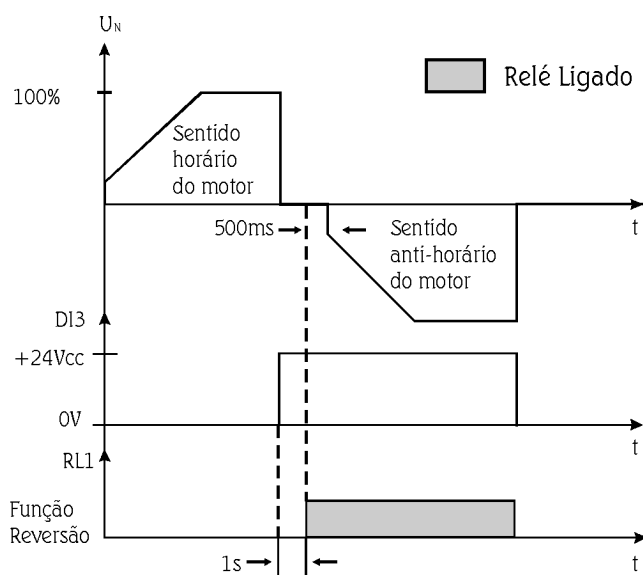 UN
100%
Relé Ligado
Sentido
horário
do motor
t
500ms
Sentido
anti-horário
do motor
DI3
+24Vcc
0V
t
RL1
Função
Reversão
1s
t